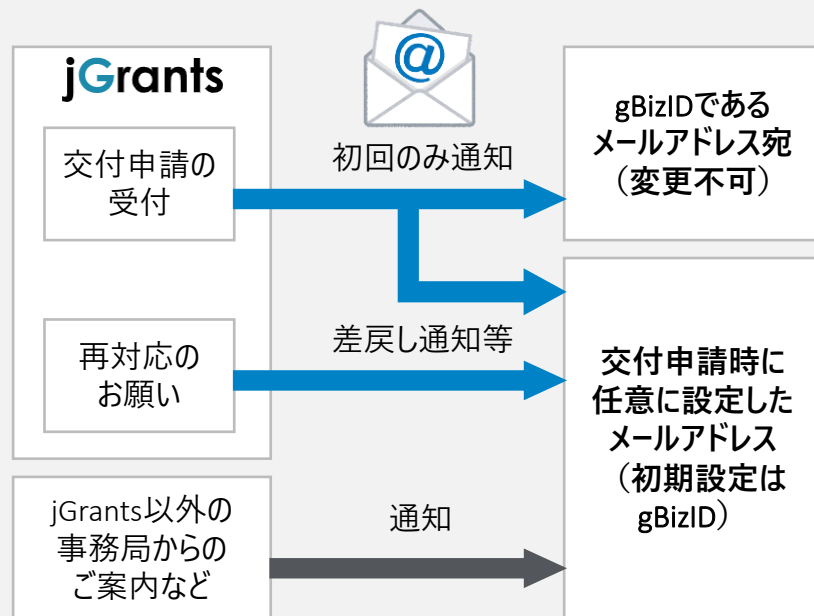 jGrants
交付申請の
受付
@
初回のみ通知
gBizIDである
メールアドレス宛
（変更不可）
再対応の
お願い
差戻し通知等
交付申請時に
任意に設定した
メールアドレス
（初期設定は
gBizID）
jGrants以外の
事務局からの
ご案内など
通知